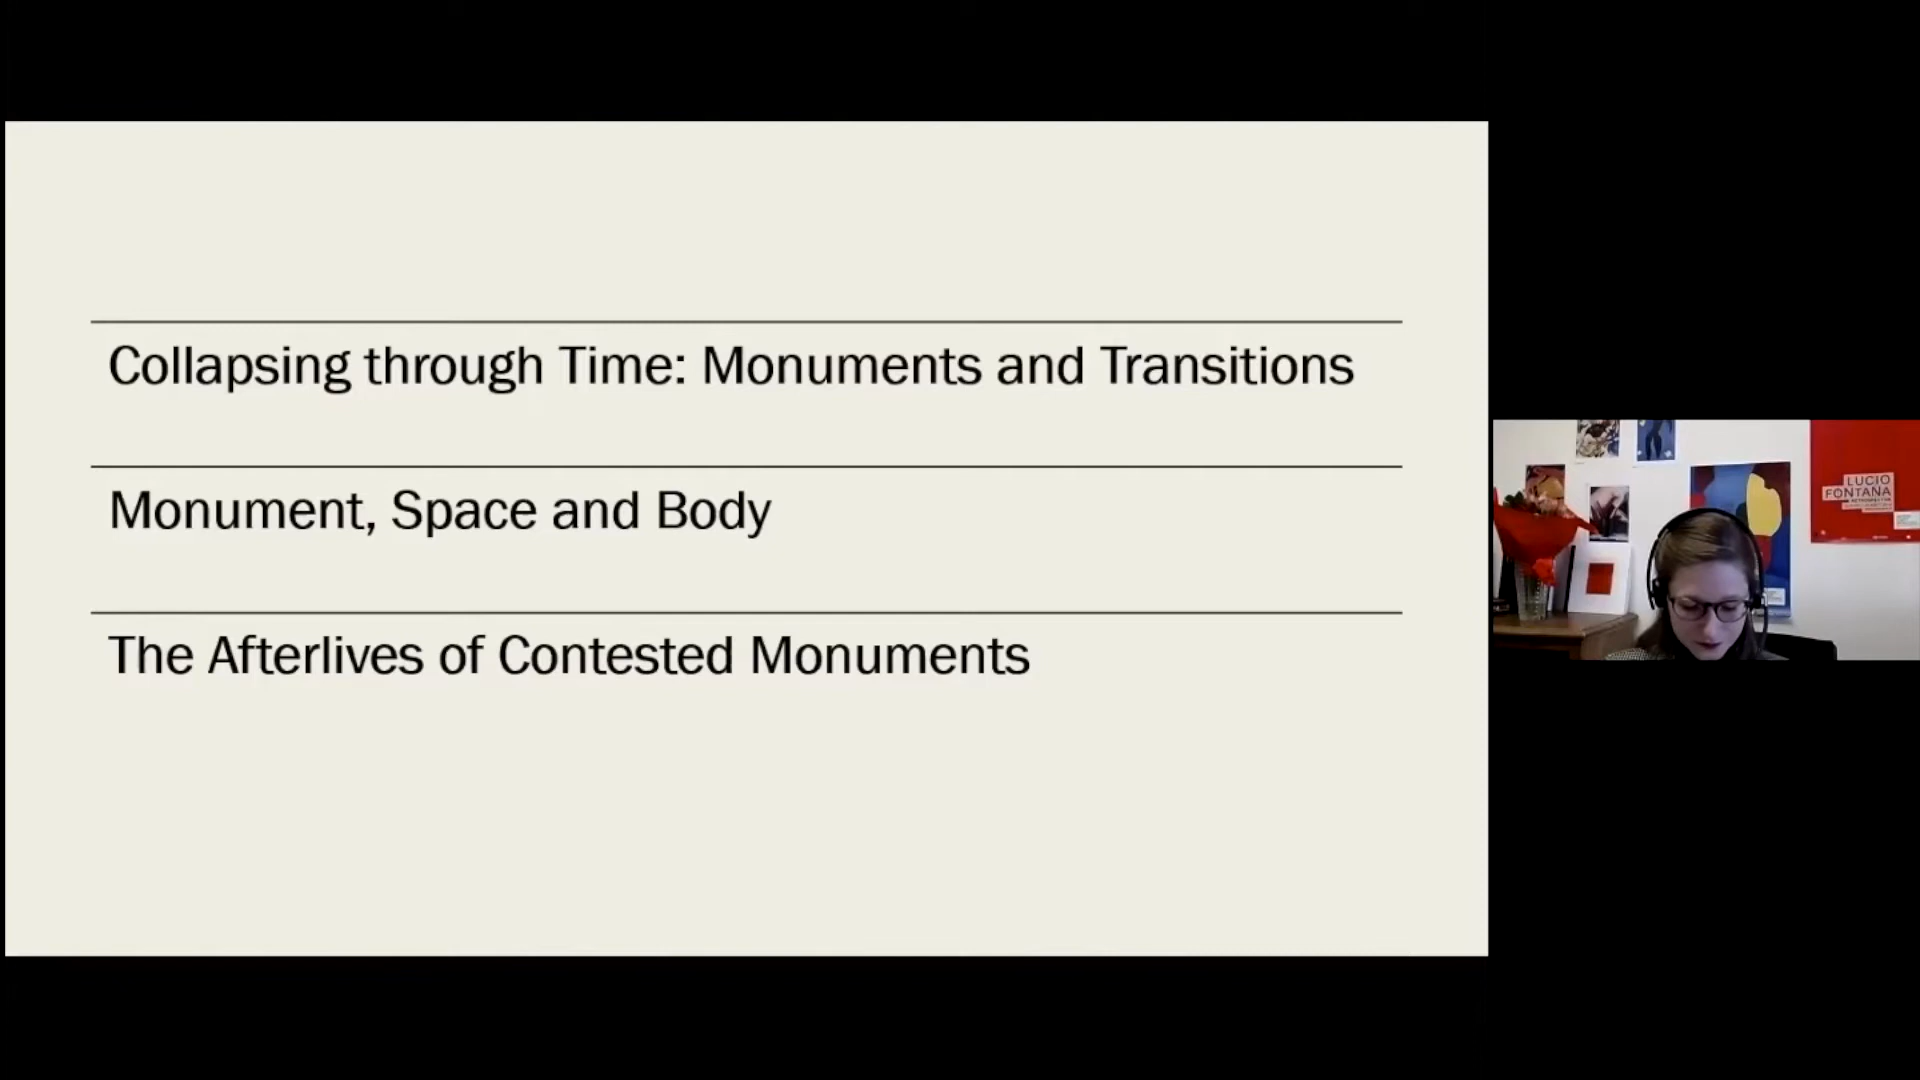 Collapsing through Time: Monuments and Transitions
Monument, Space and Body
The Afterlives of Contested Monuments
LUCIO
FONTANA